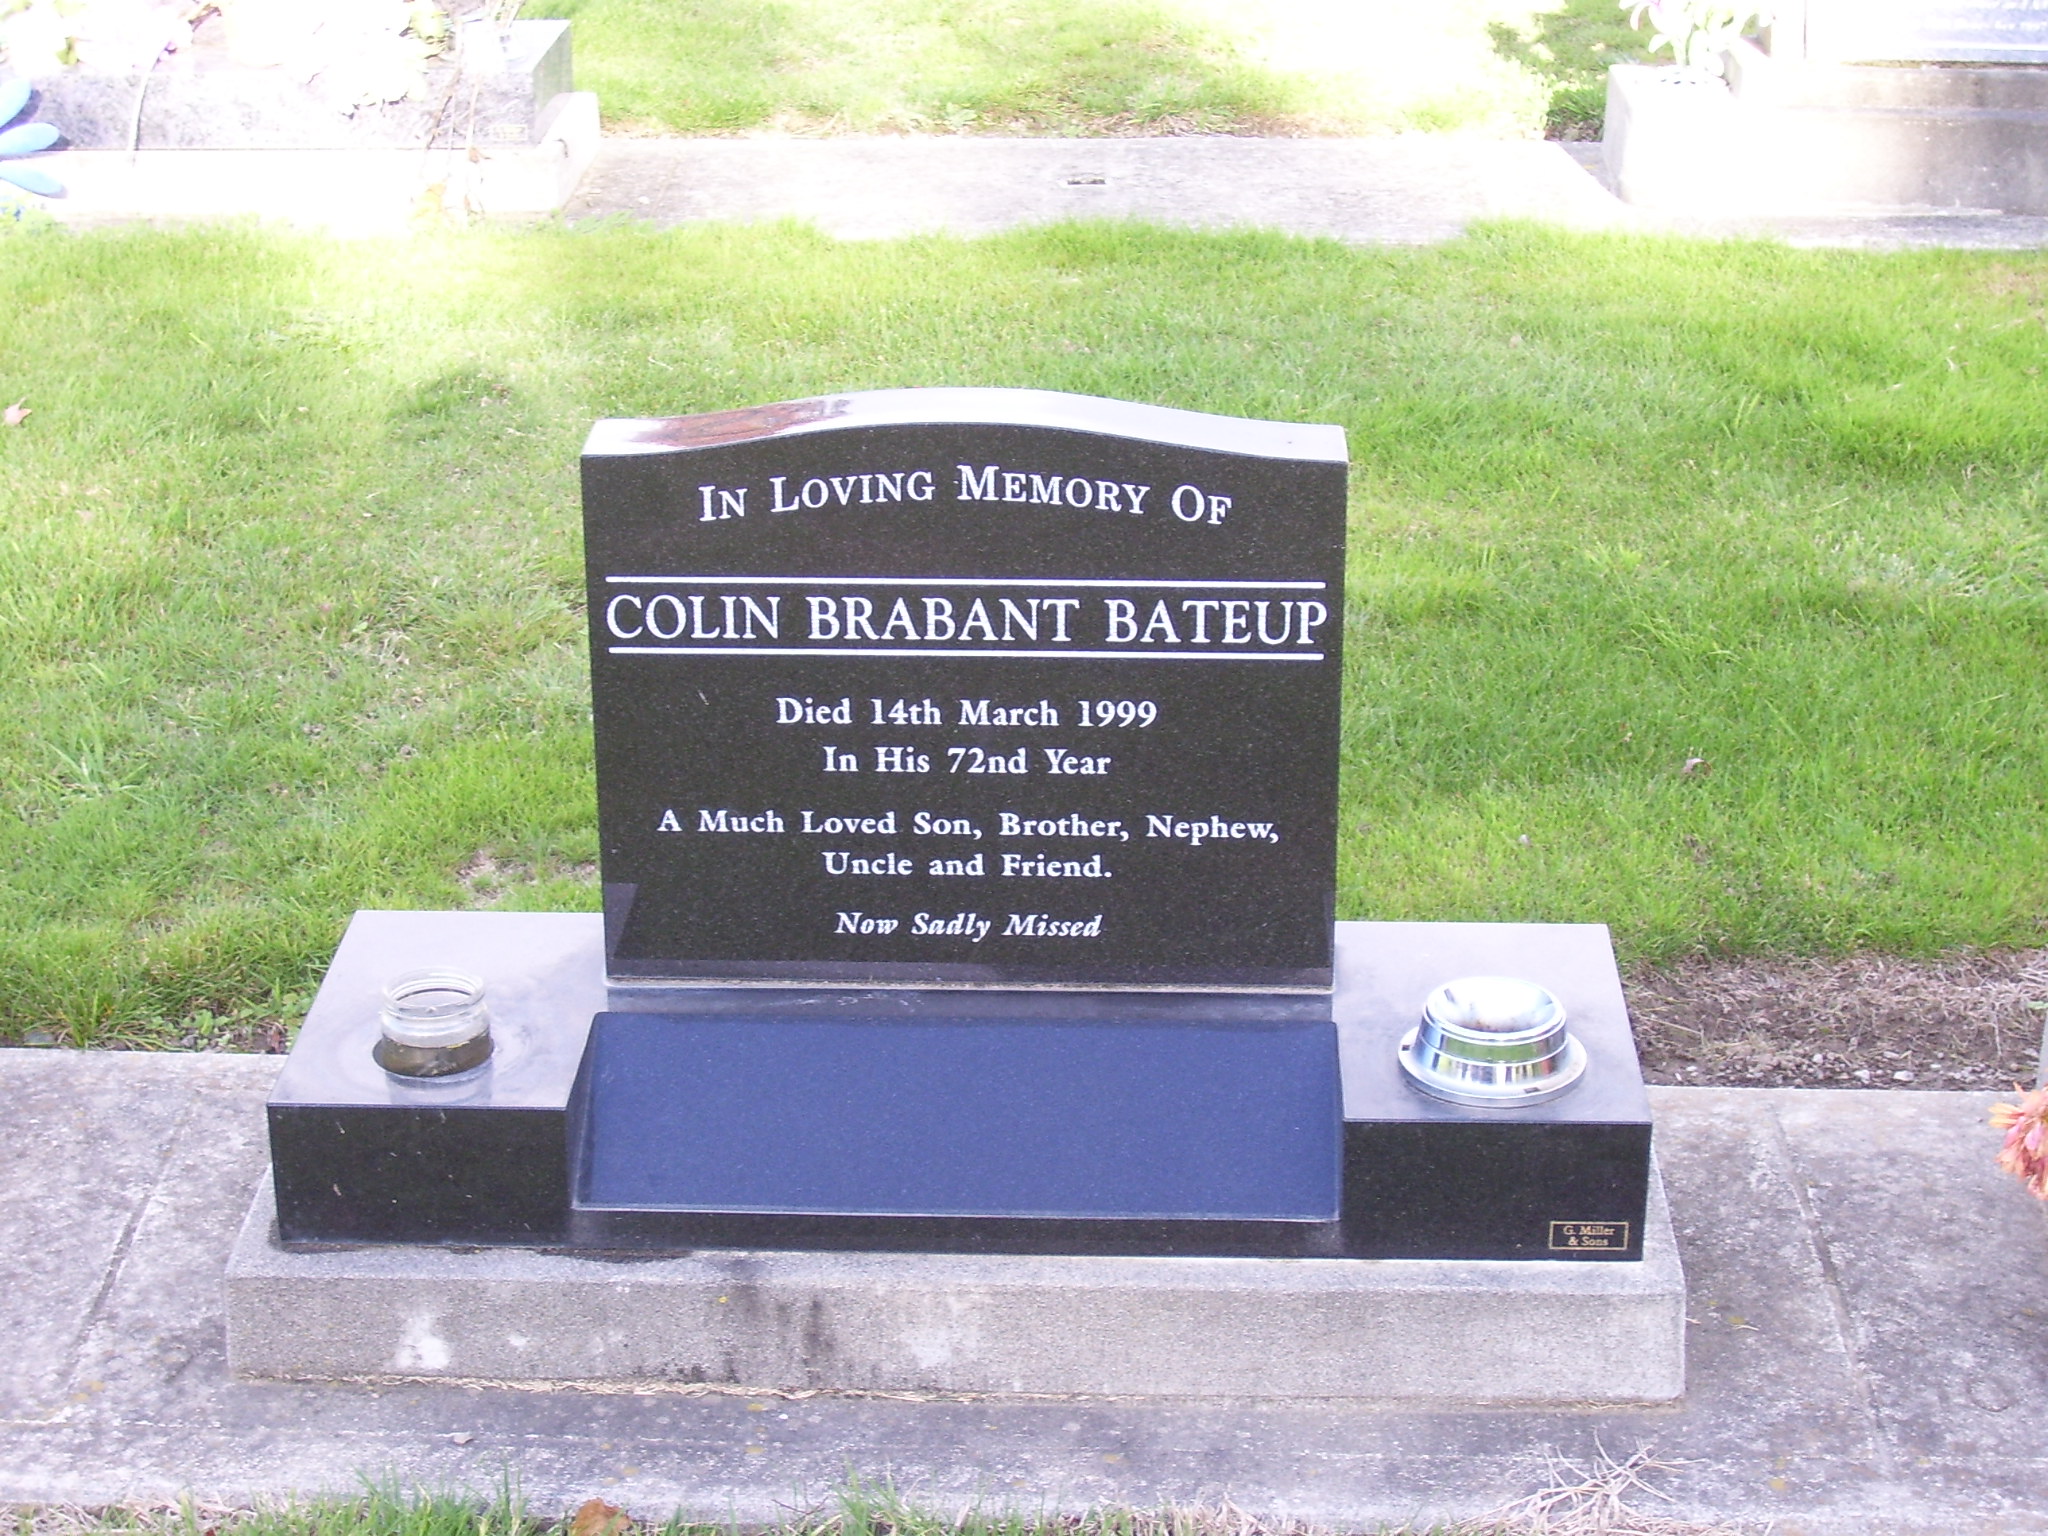 In Loving Memory Of
COLIN BRABANT BATEUP
Died 14th March 1999
In His 72nd Year
A Much Loved Son, Brother, Nephew,
Uncle and Friend.
Now Sadly Missed
G. Miller
& Sons